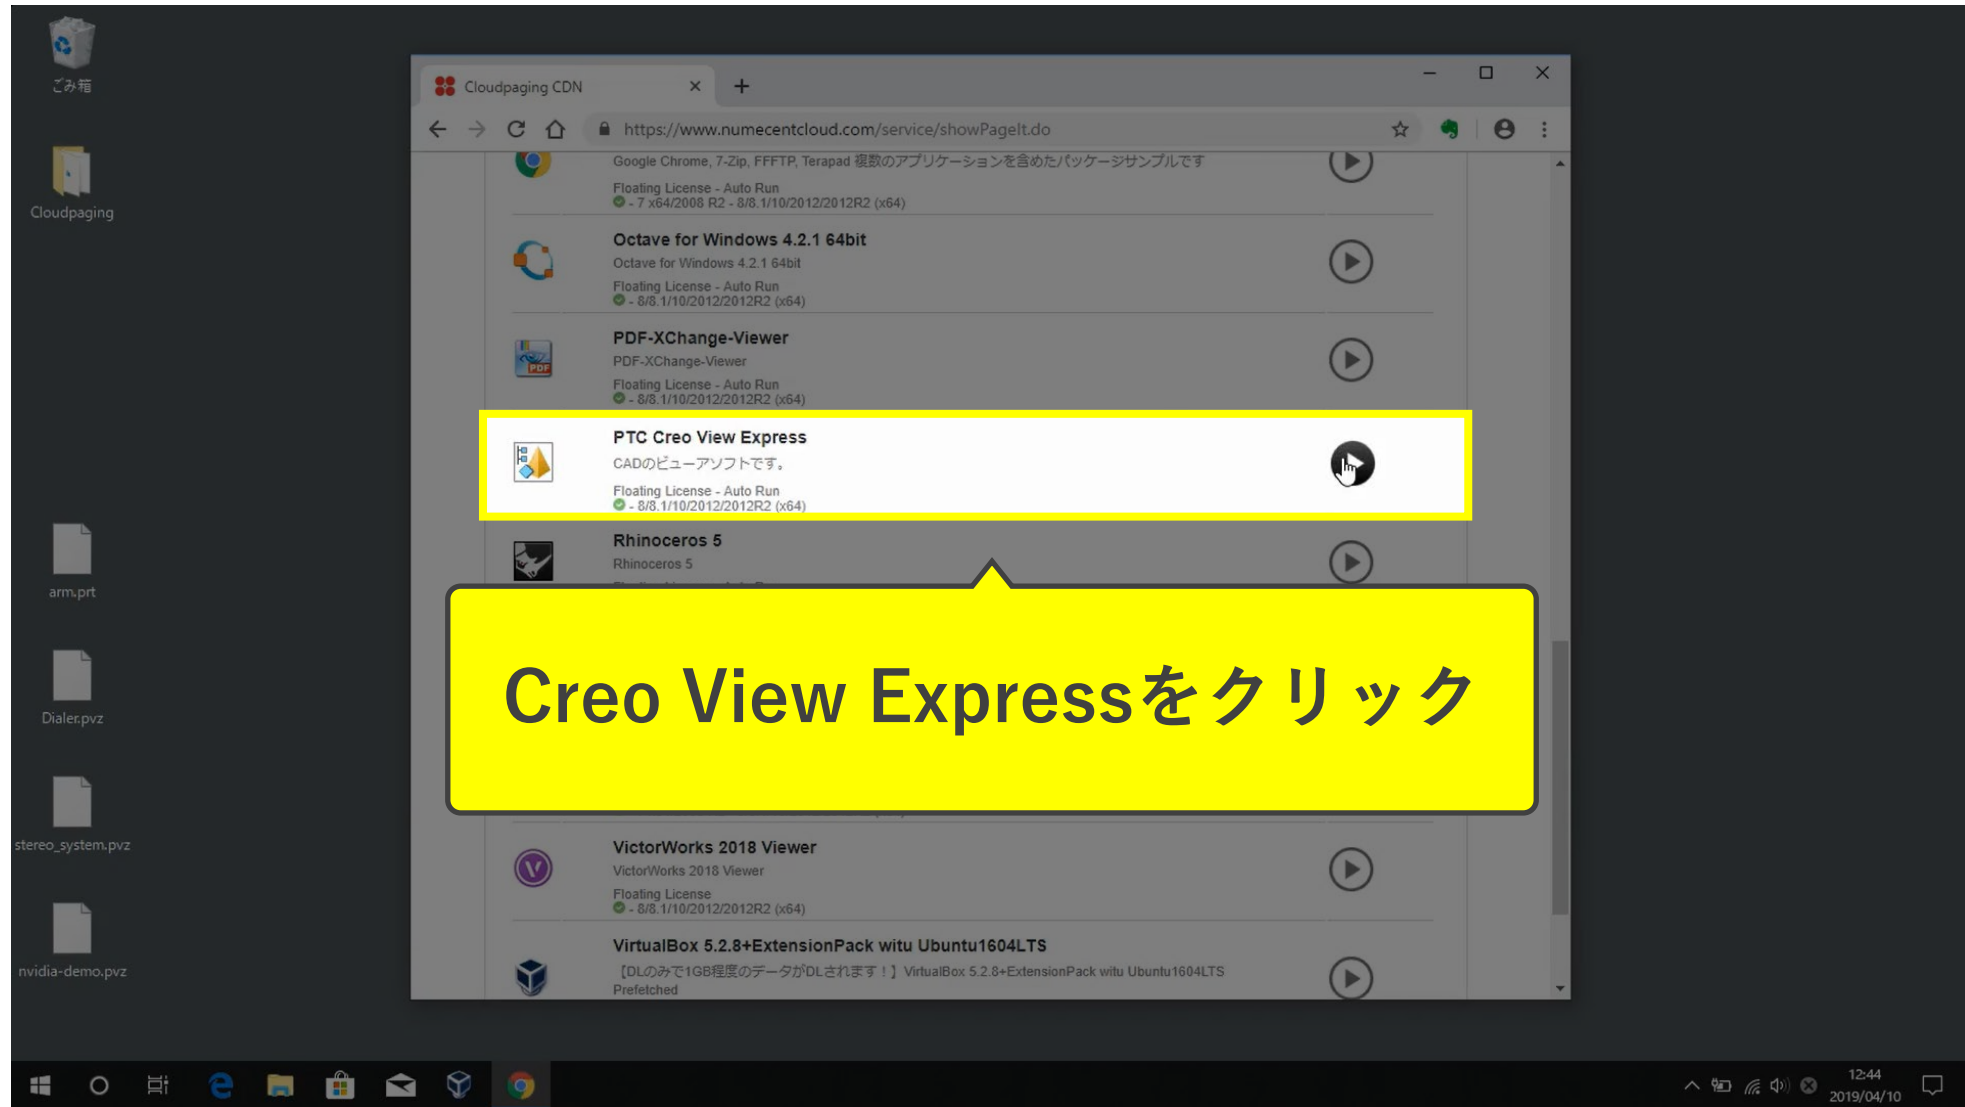 ごみ箱
Cloudpaging
arm.prt
Dialer.pvz
stereo_system.pvz
nvidia-demo.pvz
Cloudpaging CDN
https://www.numecentcloud.com/service/showPageIt.do
Google Chrome, 7-Zip, FFFTP, Terapad 複数のアプリケーションを含めたパッケージサンプルです
Floating License - Auto Run
- 7 x64/2008 R2 - 8/8.1/10/2012/2012R2 (x64)
Octave for Windows 4.2.1 64bit
Octave for Windows 4.2.1 64bit
Floating License - Auto Run
- 8/8.1/10/2012/2012R2 (x64)
PDF-XChange-Viewer
PDF-XChange-Viewer
Floating License - Auto Run
- 8/8.1/10/2012/2012R2 (x64)
PTC Creo View Express
CADのビューアソフトです。
Floating License - Auto Run
- 8/8.1/10/2012/2012R2 (x64)
Rhinoceros 5
Rhinoceros 5
Creo View Expressをクリック
VictorWorks 2018 Viewer
VictorWorks 2018 Viewer
Floating License
- 8/8.1/10/2012/2012R2 (x64)
VirtualBox 5.2.8+ExtensionPack witu Ubuntu1604LTS
【DLのみで1GB程度のデータがDLされます！】VirtualBox 5.2.8+ExtensionPack witu Ubuntu1604LTS
Prefetched
12:44
2019/04/10